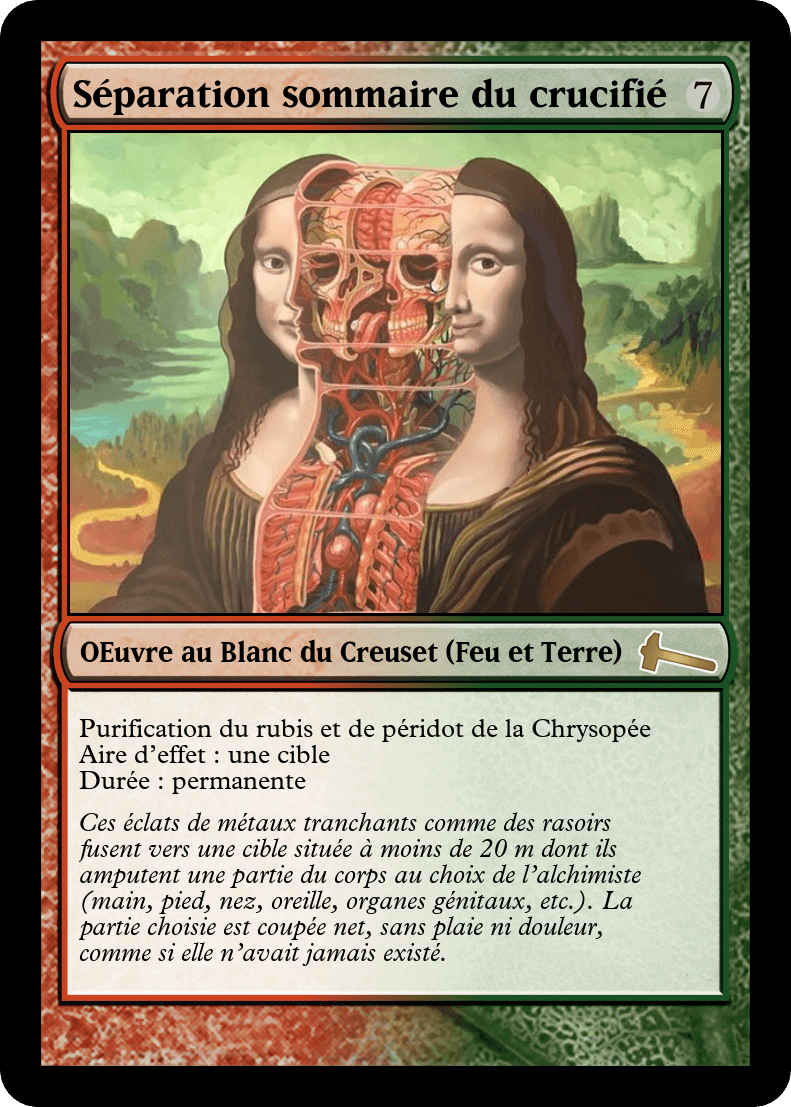 Séparation sommaire du crucifié 7
OEuvre au Blanc du Creuset (Feu et Terre)
Purification du rubis et de péridot de la Chrysopée
Aire d'effet : une cible
Durée : permanente
Ces éclats de métaux tranchants comme des rasoirs
fusent vers une cible située à moins de 20 m dont ils
amputent une partie du corps au choix de l'alchimiste
(main, pied, nez, oreille, organes génitaux, etc.). La
partie choisie est coupée net, sans plaie ni douleur,
comme si elle n'avait jamais existé.